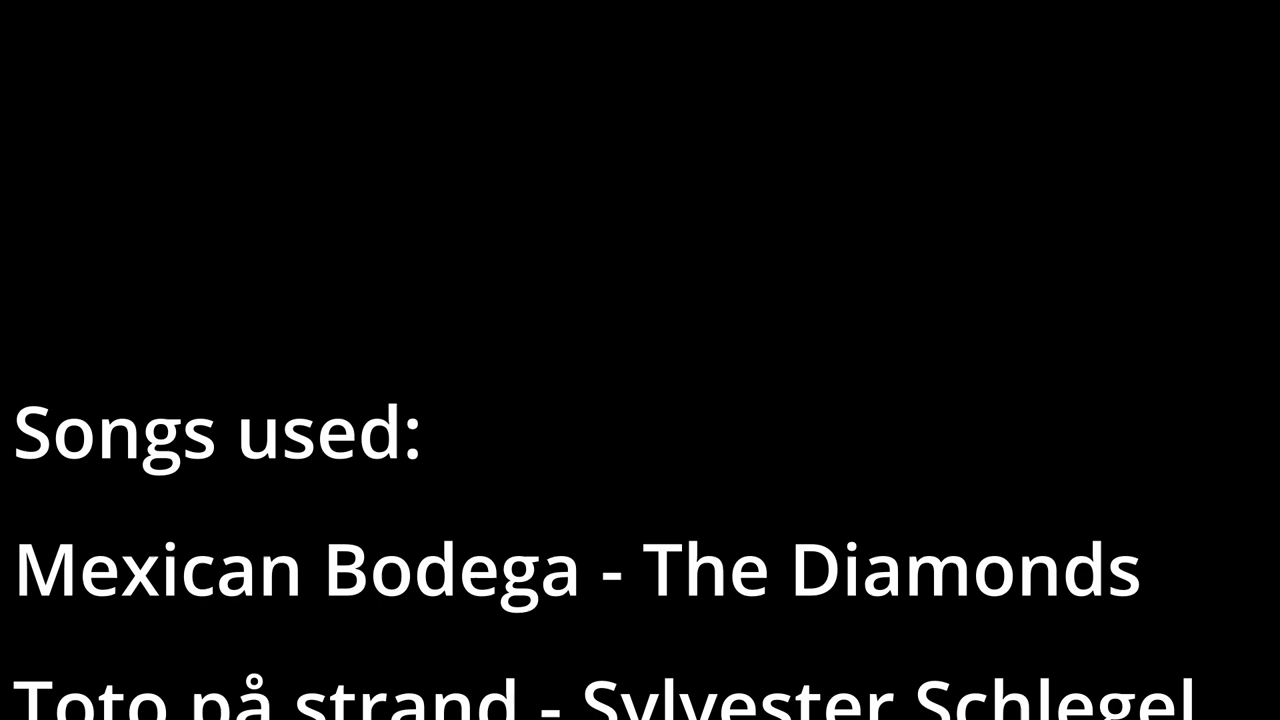 Songs used:
Mexican Bodega - The Diamonds
Toto på strand - Sylvester Schlegel